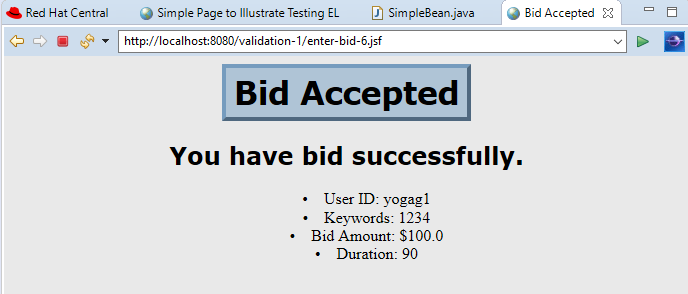 Red Hat Central Simple Page to Illustrate Testing EL SimpleBean.java Bid Accepted
http://localhost:8080/validation-1/enter-bid-6.jsf
Bid Accepted
You have bid successfully.
• User ID: yogag1
• Keywords: 1234
• Bid Amount: $100.0
• Duration: 90